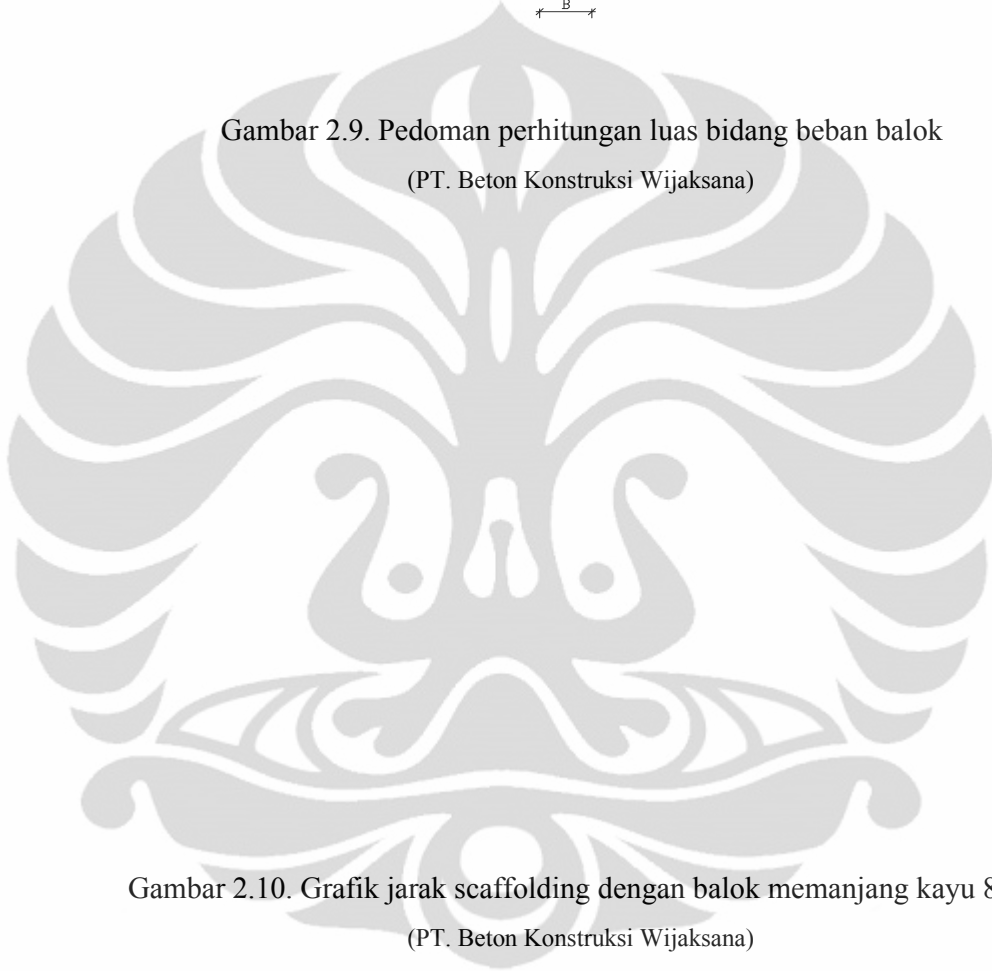 B
Gambar 2.9. Pedoman perhitungan luas bidang beban balok
(PT. Beton Konstruksi Wijaksana)
Gambar 2.10. Grafik jarak scaffolding dengan balok memanjang kayu 8
(PT. Beton Konstruksi Wijaksana)